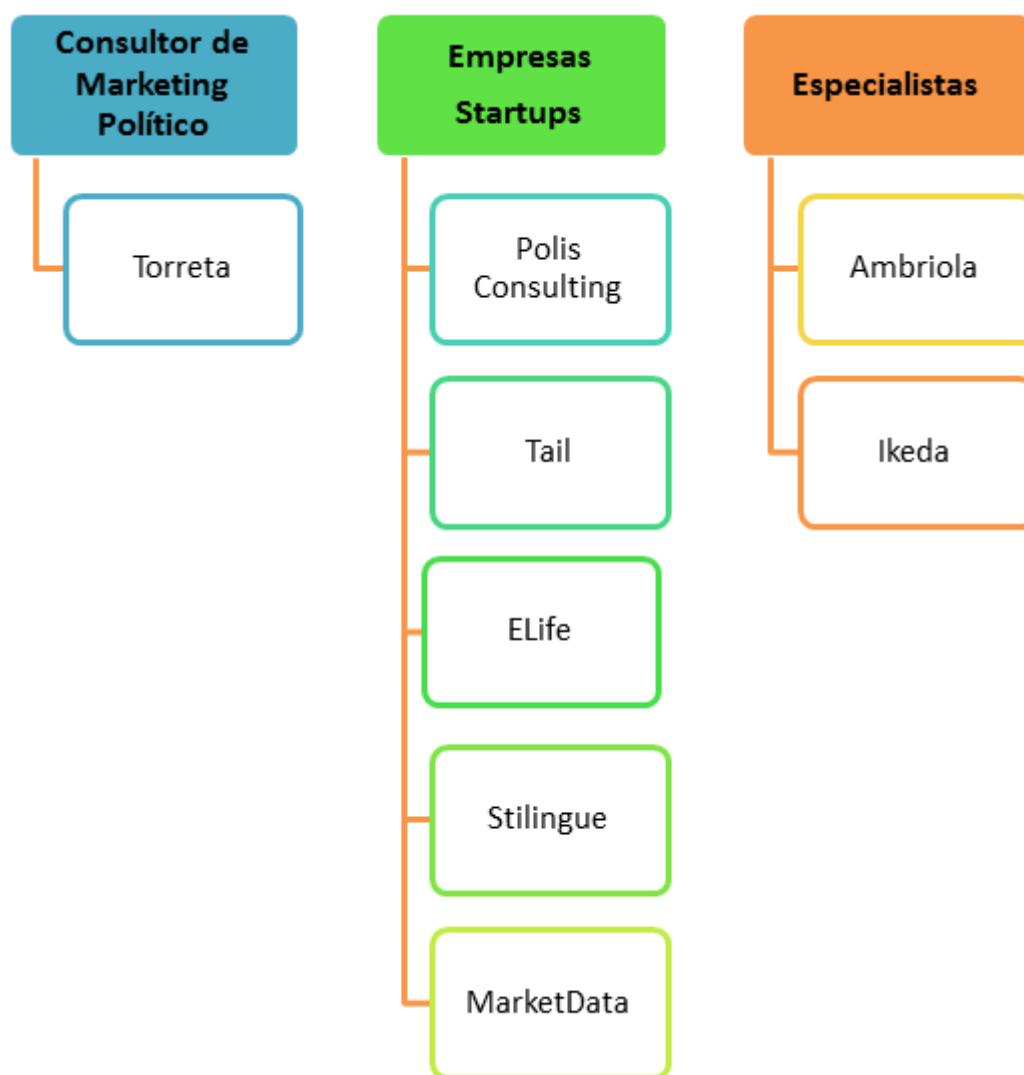 Consultor de
Marketing
Político
Torreta
Empresas
Startups
Polis
Consulting
Tail
ELife
Stilingue
MarketData
Especialistas
Ambriola
Ikeda